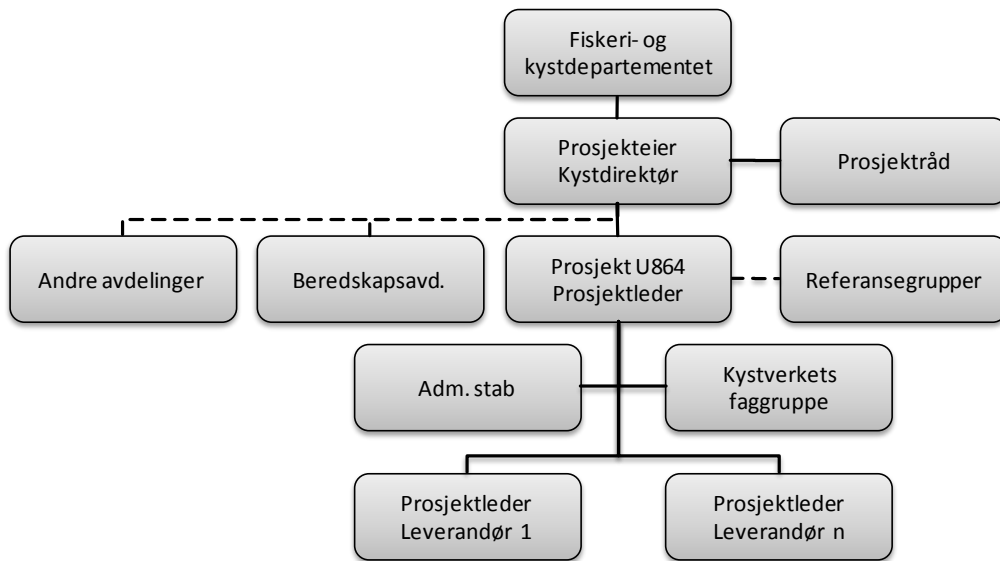 Fiskeri- og
kystdepartementet
Prosjekteier
Kystdirektør
Prosjektråd
Andre avdelinger
Beredskapsavd.
Prosjekt U864
Prosjektleder
Referansegrupper
Adm. stab
Kystverkets
faggruppe
Prosjektleder
Leverandør 1
Prosjektleder
Leverandør n